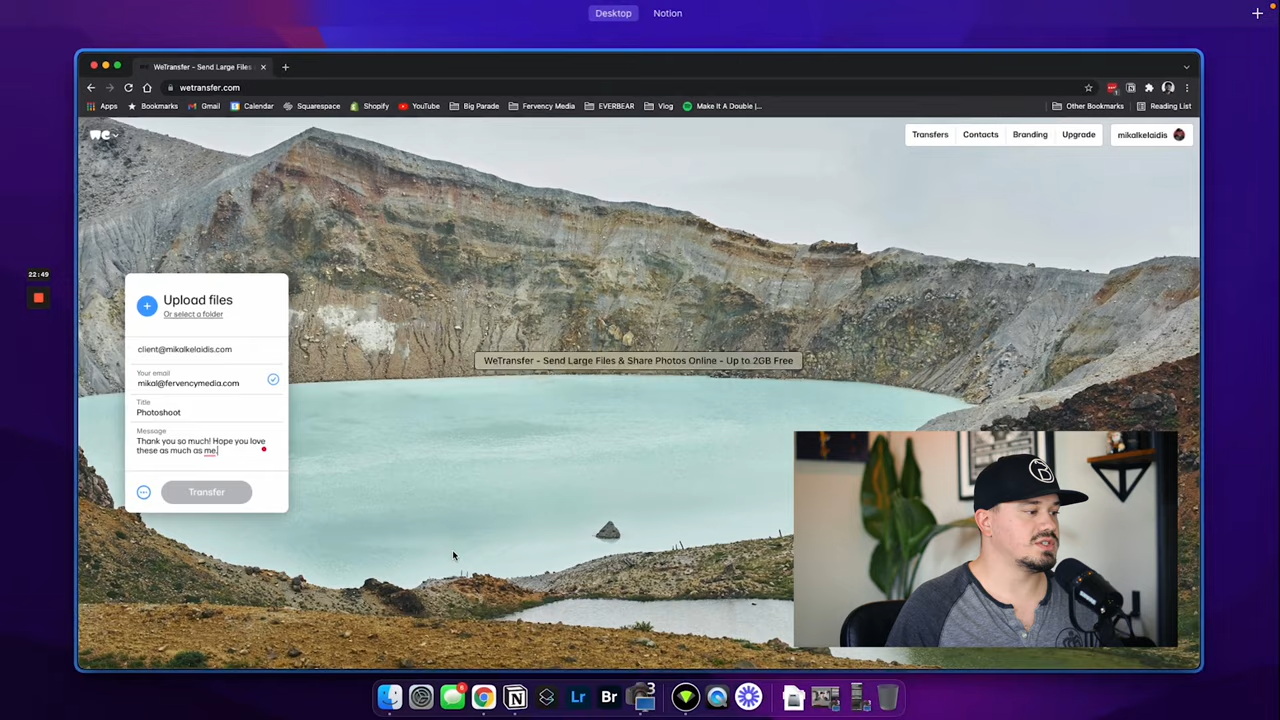 Desktop
Notion
WeTransfer - Send Large Files
wetransfer.com
Apps
Bookmarks
Gmail
Calendar
Squarespace
Shopify
YouTube
Big Parade
Fervency Media
EVERBEAR
Vlog
Make It A Double |...
Other Bookmarks
Reading List
we
Transfers
Contacts
Branding
Upgrade
mikalkelaidis
22:49
Upload files
Or select a folder
client@mikalkelaidis.com
Your email
mikal@fervencymedia.com
Title
Photoshoot
Message
Thank you so much! Hope you love
these as much as me.
Transfer
WeTransfer - Send Large Files & Share Photos Online - Up to 2GB Free
Lr
Br
3